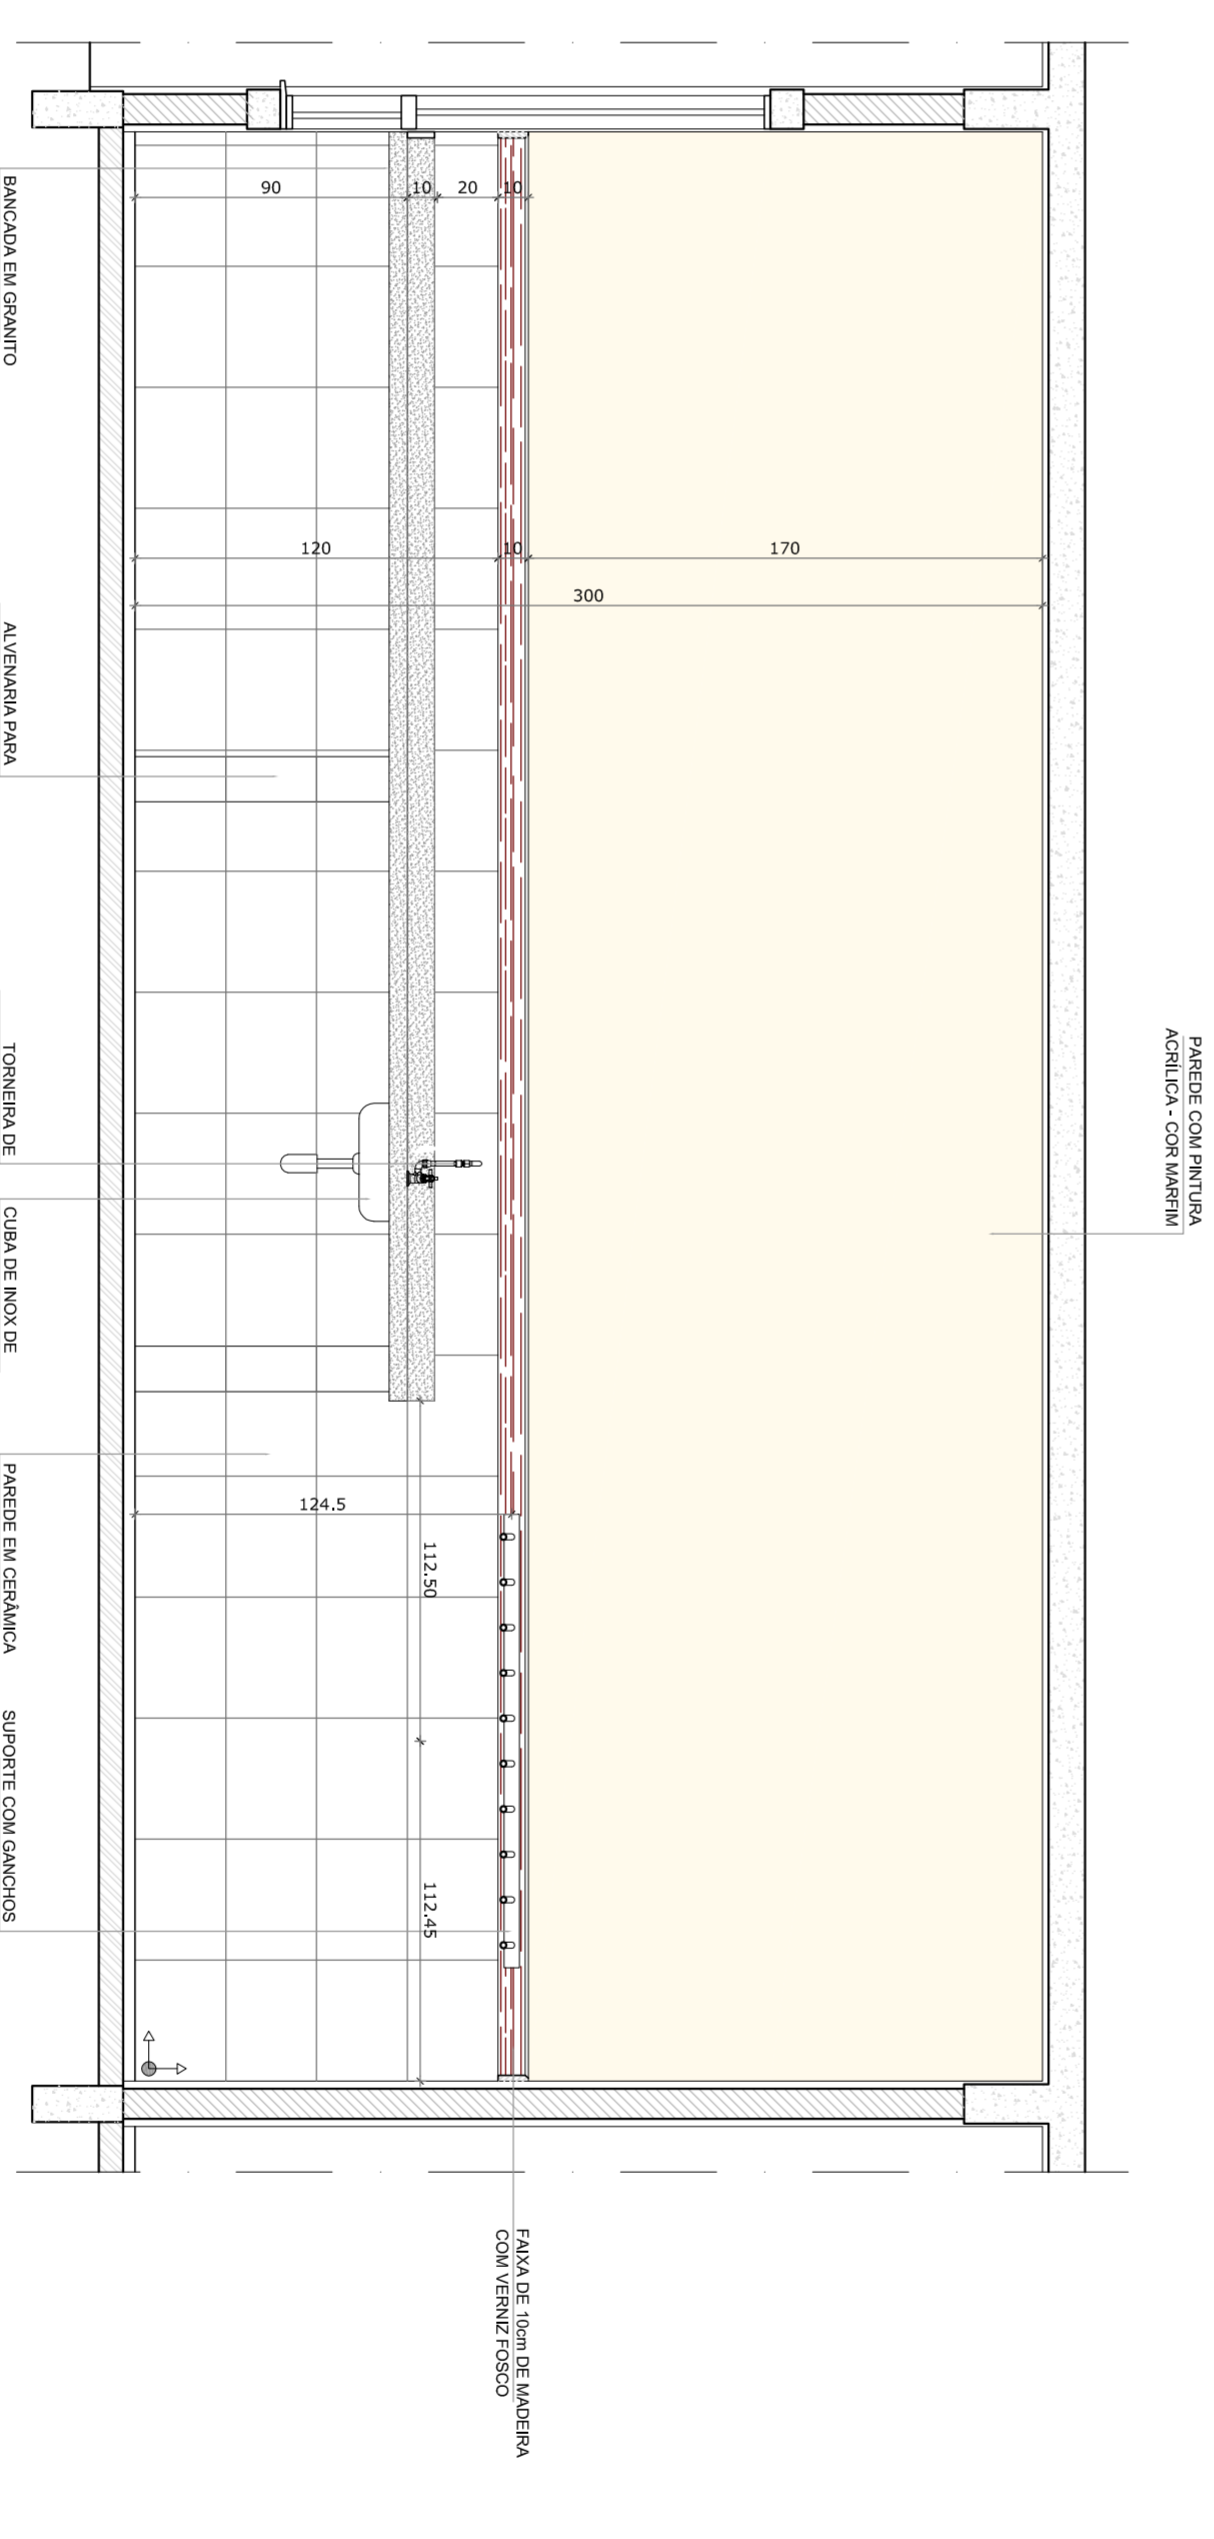 PAREDE COM PINTURA
ACRÍLICA - COR MARFIM
90
10
20
10
120
10
170
300
124.5
112.50
112.45
FAIXA DE 10cm DE MADEIRA
COM VERNIZ FOSCO
BANCADA EM GRANITO
ALVENARIA PARA
TORNEIRA DE
CUBA DE INOX DE
PAREDE EM CERÂMICA
SUPORTE COM GANCHOS